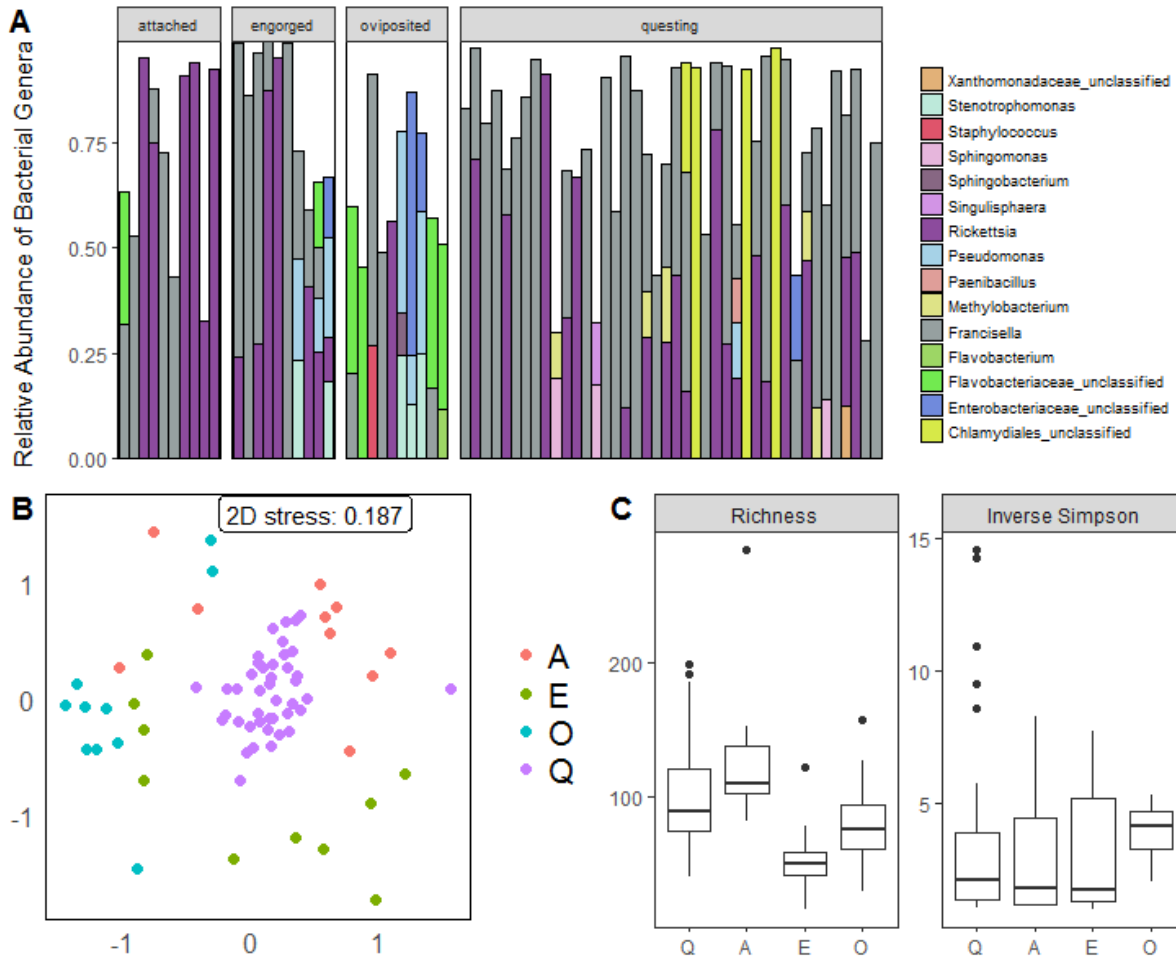 A
attached
engorged
oviposited
questing
Relative Abundance of Bacterial Genera
0.75
0.50
0.25
0.00
Xanthomonadaceae_unclassified
Stenotrophomonas
Staphylococcus
Sphingomonas
Sphingobacterium
Singulisphaera
Rickettsia
Pseudomonas
Paenibacillus
Methylobacterium
Francisella
Flavobacterium
Flavobacteriaceae_unclassified
Enterobacteriaceae_unclassified
Chlamydiales_unclassified
B
2D stress: 0.187
1
0
-1
-1
0
1
A
E
O
Q
C
Richness
200
100
Q
A
E
O
Inverse Simpson
15
10
5
Q
A
E
O